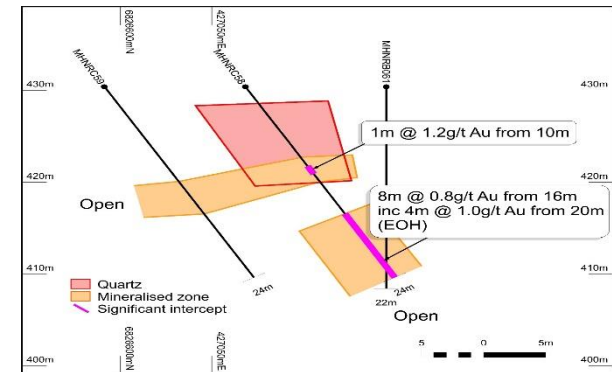 6826600mN
427050mE
MHNRC59
MHNRC58
MHNRB061
430m
430m
1m @ 1.2g/t Au from 10m
420m
420m
8m @ 0.8g/t Au from 16m
inc 4m @ 1.0g/t Au from 20m
(EOH)
Open
410m
410m
Quartz
Mineralised zone
Significant intercept
24m
24m
22m
Open
5
0
5m
400m
400m
6826600mN
427050mE